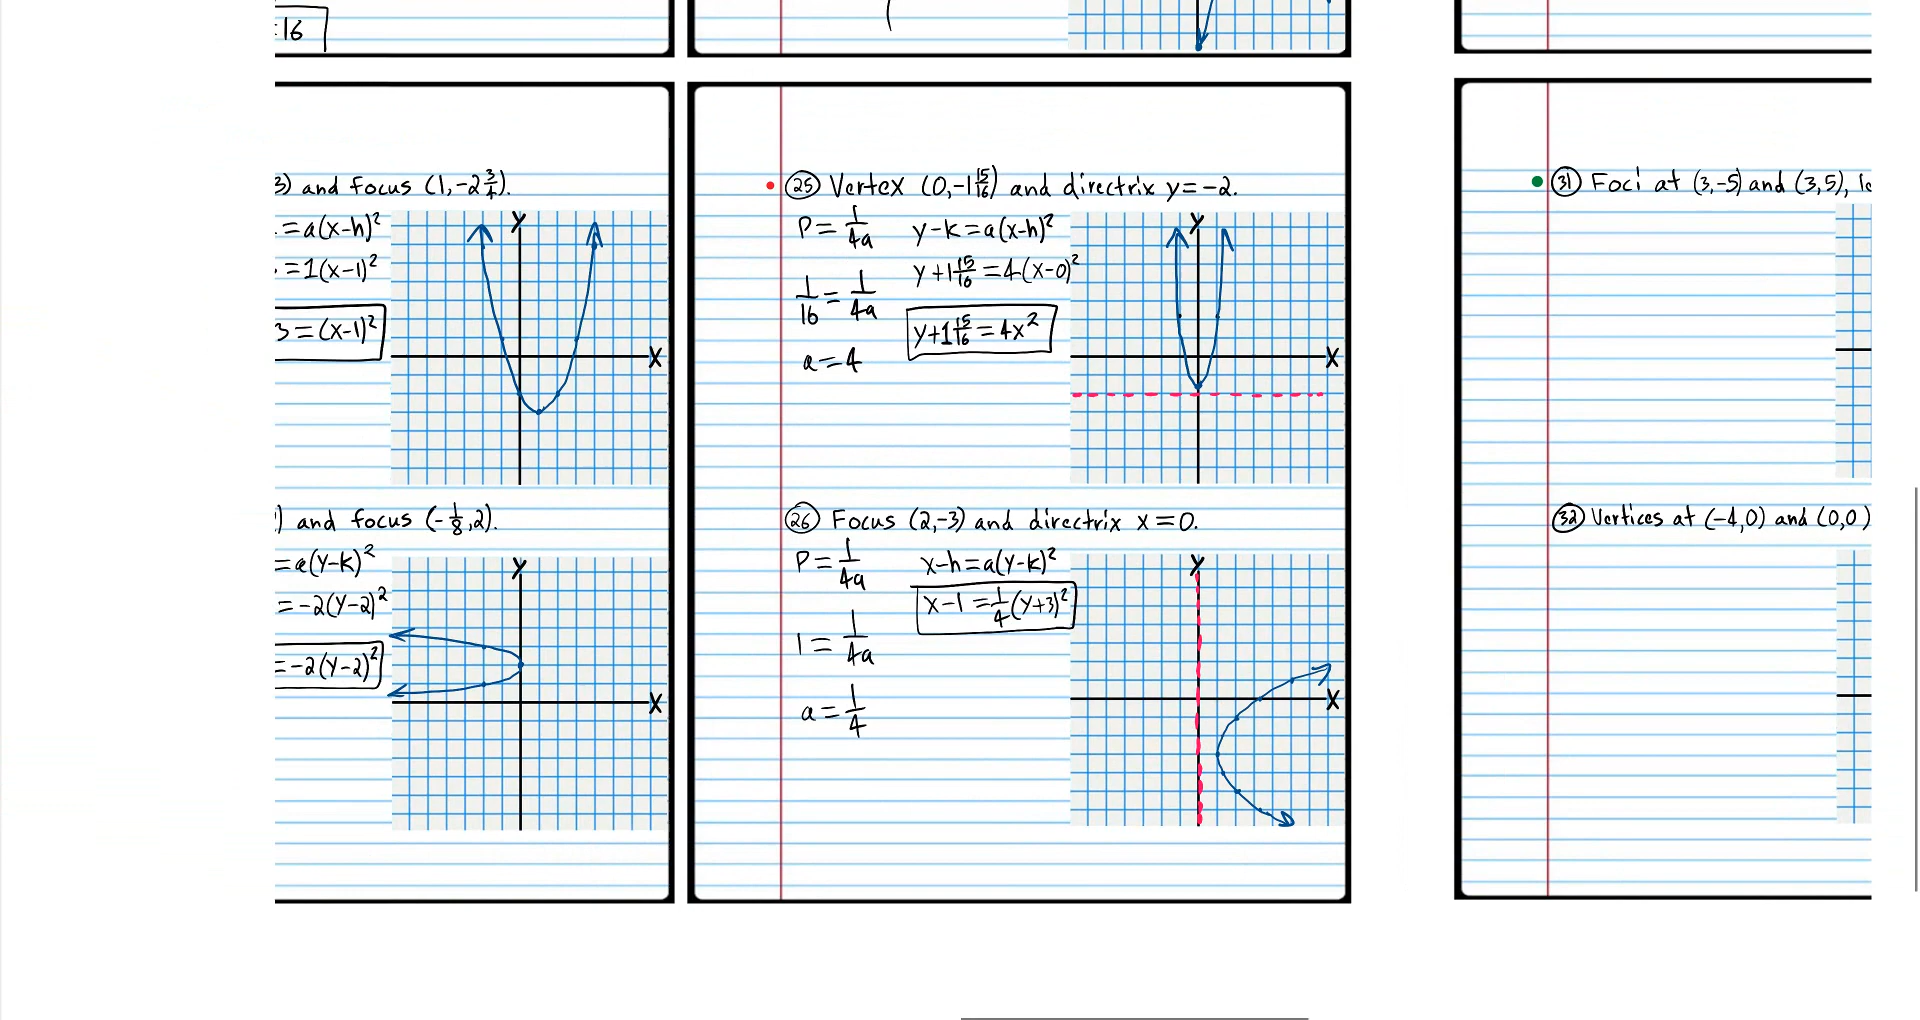 =16
3) and focus (1,-2 3/4).
=a(x-h)²
=1(x-1)²
3=(x-1)²
Y
X
) and focus (-1/8,2).
=a(y-k)²
=-2(y-2)²
=-2(y-2)²
Y
X
25 Vertex (0,-1 15/16) and directrix y=-2.
P=1/4a y-k=a(x-h)²
y+1 15/16=4(x-0)²
1/16=1/4a
y+1 15/16=4x²
a=4
Y
X
26 Focus (2,-3) and directrix x=0.
P=1/4a x-h=a(y-k)²
x-1=1/4(y+3)²
1=1/4a
a=1/4
Y
X
31 Foci at (3,-5) and (3,5),
32 Vertices at (-4,0) and (0,0)